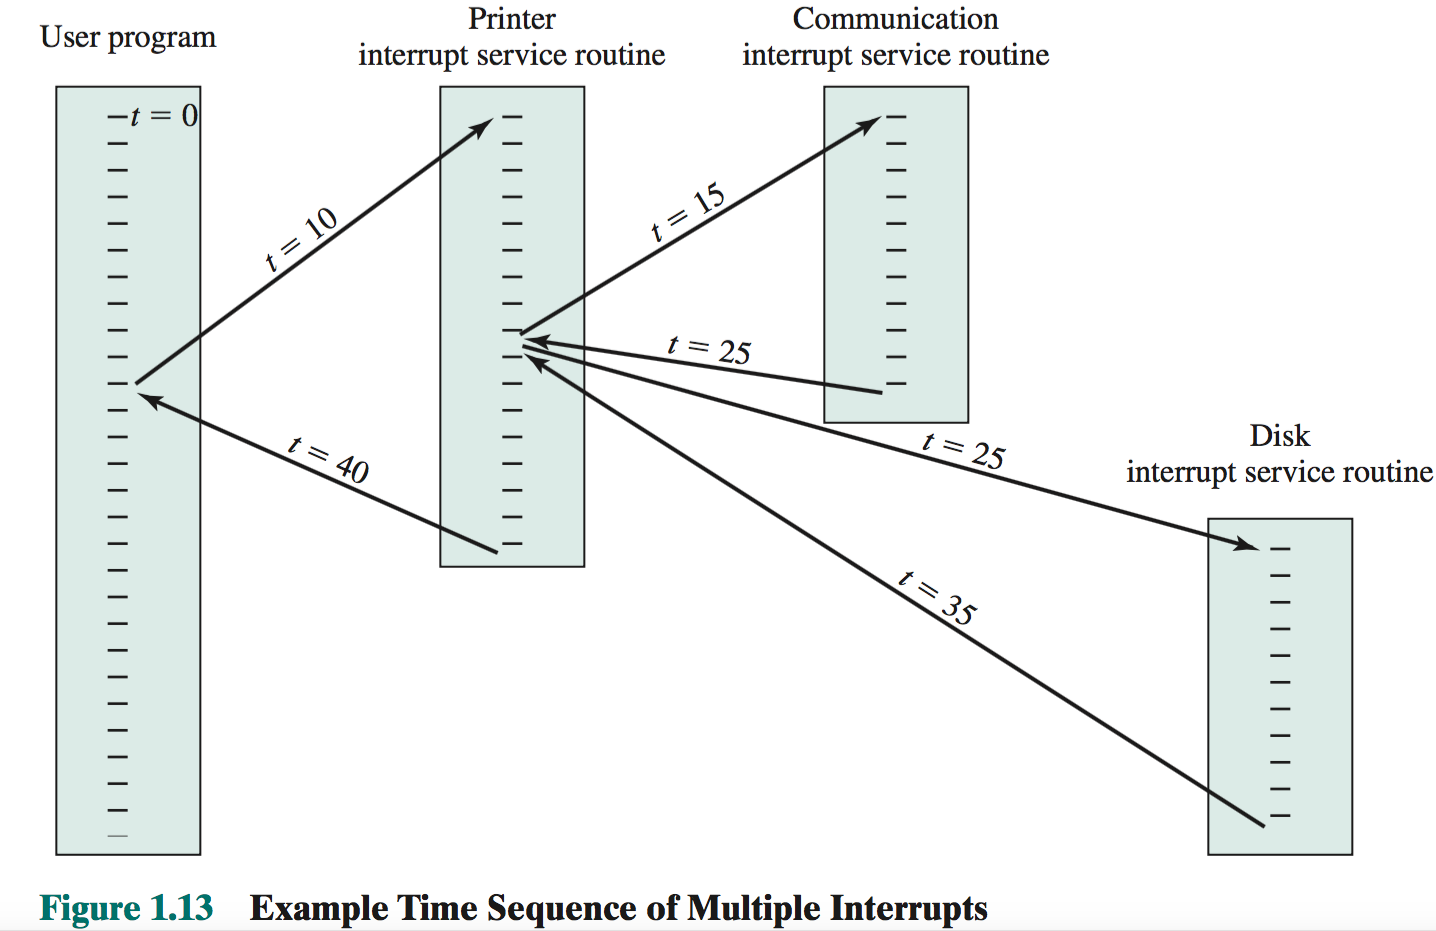 User program
Printer
interrupt service routine
Communication
interrupt service routine
t = 0
t = 10
t = 15
t = 25
t = 25
t = 40
t = 35
Disk
interrupt service routine
Figure 1.13 Example Time Sequence of Multiple Interrupts